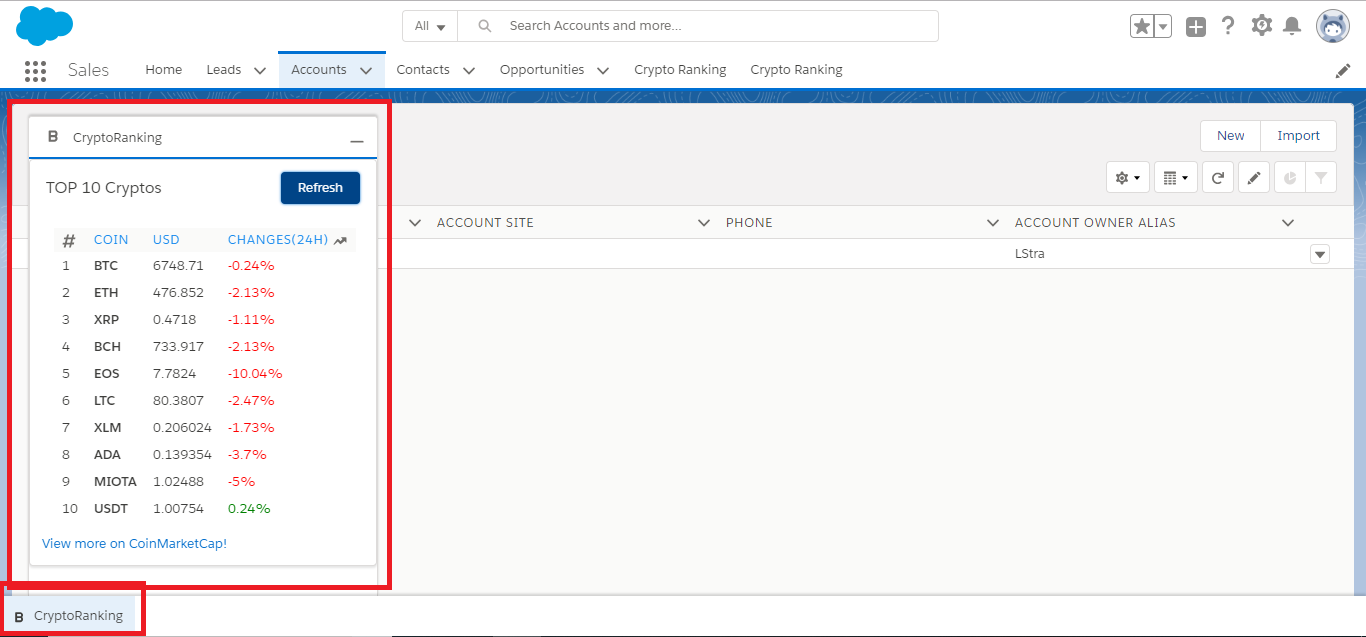 All Search Accounts and more...
Sales Home Leads Accounts Contacts Opportunities Crypto Ranking Crypto Ranking
B CryptoRanking
New Import
TOP 10 Cryptos Refresh
ACCOUNT SITE PHONE ACCOUNT OWNER ALIAS
LStra
# COIN USD CHANGES(24H)
1 BTC 6748.71 -0.24%
2 ETH 476.852 -2.13%
3 XRP 0.4718 -1.11%
4 BCH 733.917 -2.13%
5 EOS 7.7824 -10.04%
6 LTC 80.3807 -2.47%
7 XLM 0.206024 -1.73%
8 ADA 0.139354 -3.7%
9 MIOTA 1.02488 -5%
10 USDT 1.00754 0.24%
View more on CoinMarketCap!
B CryptoRanking